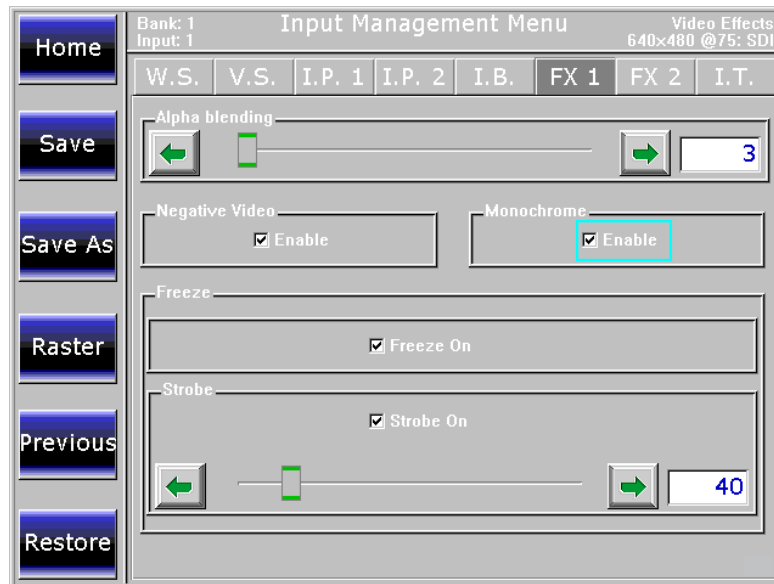 Home
Save
Save As
Raster
Previous
Restore
Bank: 1
Input: 1
Input Management Menu
Video Effects
640x480 @75: SDI
W.S. V.S. I.P. 1 I.P. 2 I.B. FX 1 FX 2 I.T.
Alpha blending
3
Negative Video
Enable
Monochrome
Enable
Freeze
Freeze On
Strobe
Strobe On
40